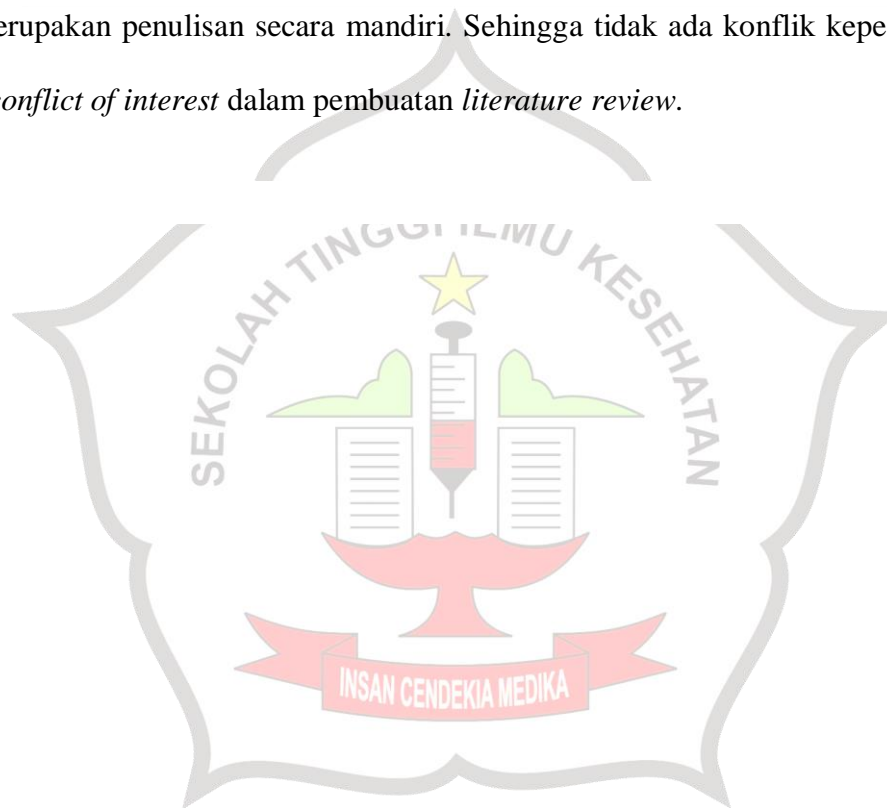 erupakan penulisan secara mandiri. Sehingga tidak ada konflik kepe
conflict of interest dalam pembuatan literature review.
SEKOLAH TINGGI ILMU KESEHATAN
INSAN CENDEKIA MEDIKA